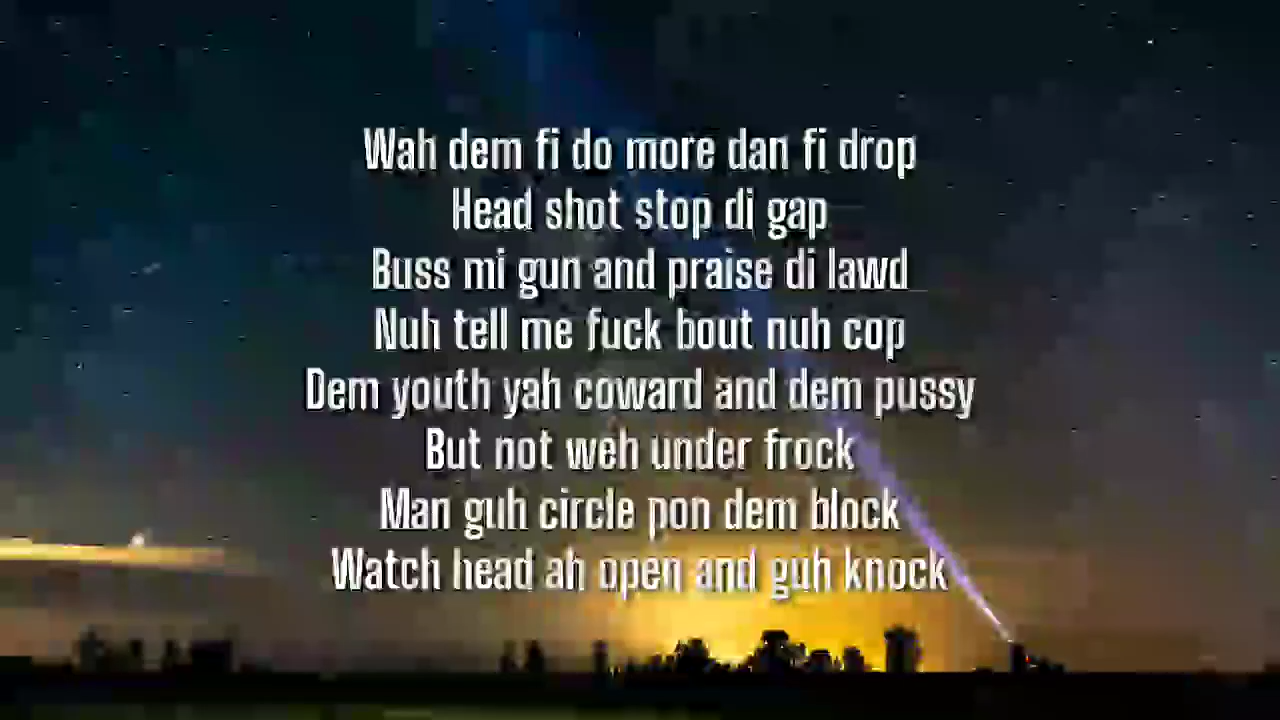 Wah dem fi do more dan fi drop
Head shot stop di gap
Buss mi gun and praise di lawd
Nuh tell me fuck bout nuh cop
Dem youth yah coward and dem pussy
But not weh under frock
Man guh circle pon dem block
Watch head ah open and guh knock